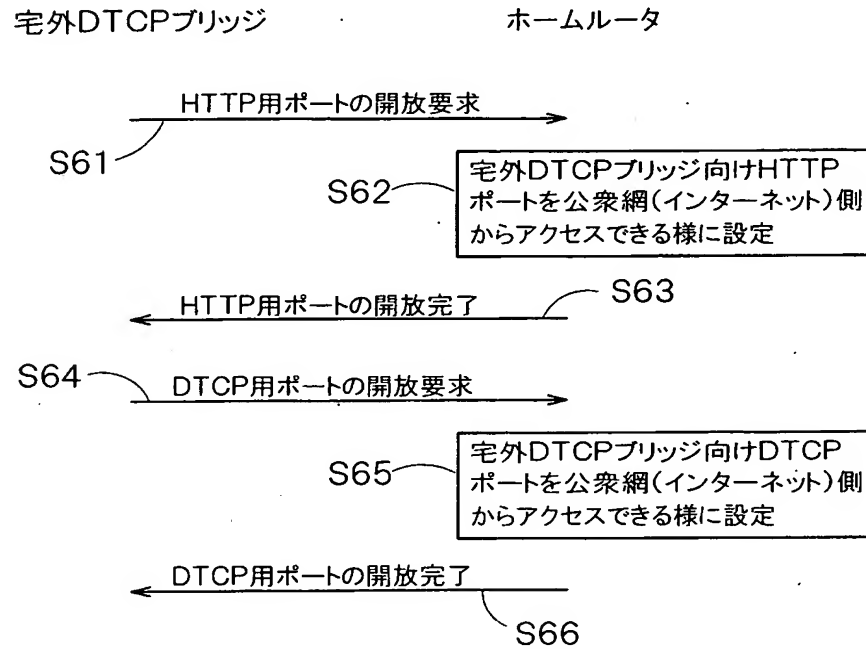 宅外DTCPブリッジ
ホームルータ
HTTP用ポートの開放要求
S61
S62
宅外DTCPブリッジ向けHTTP
ポートを公衆網(インターネット)側
からアクセスできる様に設定
HTTP用ポートの開放完了
S63
S64
DTCP用ポートの開放要求
S65
宅外DTCPブリッジ向けDTCP
ポートを公衆網(インターネット)側
からアクセスできる様に設定
DTCP用ポートの開放完了
S66